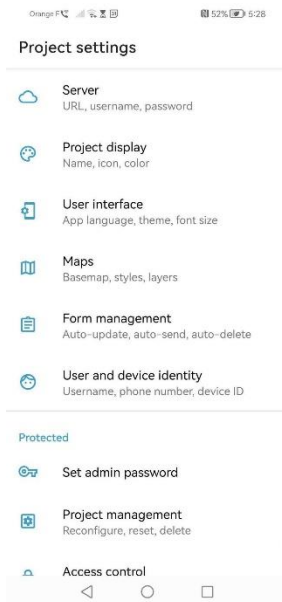 Orange F 52% 5:28
Project settings
Server
URL, username, password
Project display
Name, icon, color
User interface
App language, theme, font size
Maps
Basemap, styles, layers
Form management
Auto-update, auto-send, auto-delete
User and device identity
Username, phone number, device ID
Protected
Set admin password
Project management
Reconfigure, reset, delete
Access control